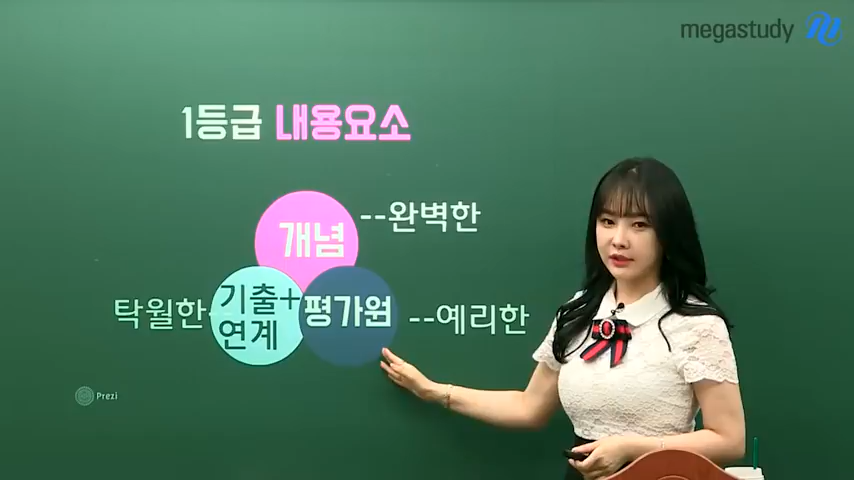 megastudy
1등급 내용요소
개념 --완벽한
탁월한-- 기출+
연계
평가원 --예리한
Prezi